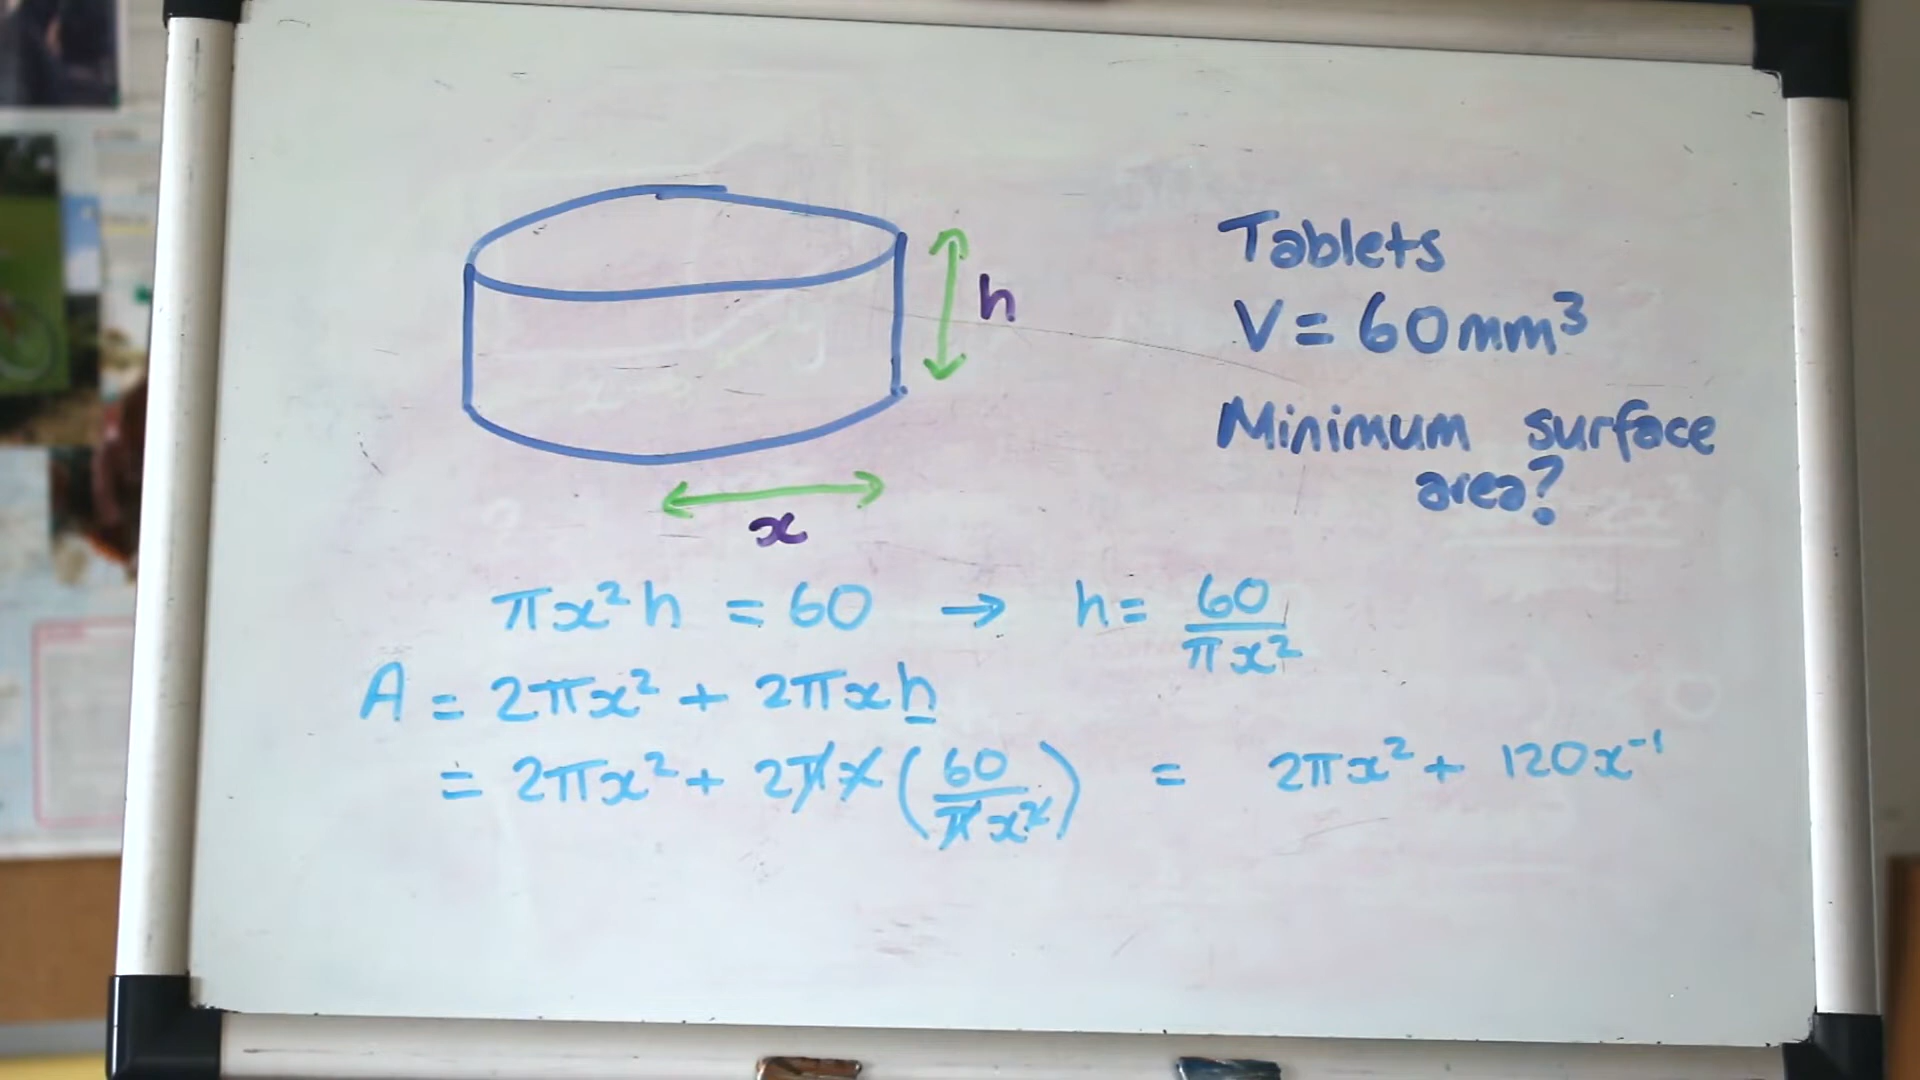 Tablets
V = 60mm³
Minimum surface
area?
h
x
πx²h = 60 → h = 60/πx²
A = 2πx² + 2πxh
= 2πx² + 2πx (60/πx²) = 2πx² + 120x⁻¹